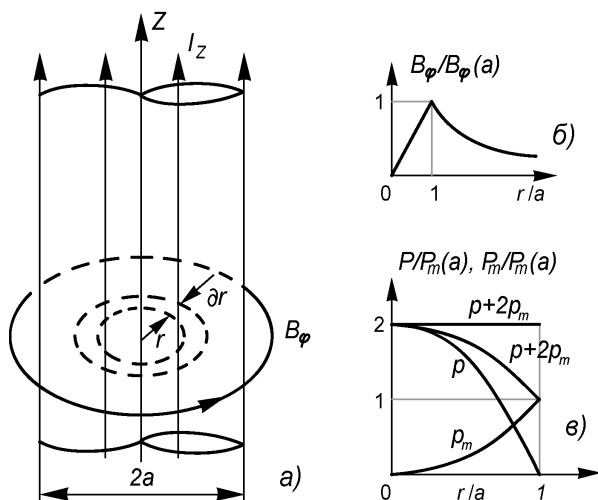 Z
I_Z
∂r
r
B_φ
2a
а)
B_φ/B_φ(a)
1
б)
0
1
r/a
P/P_m(a), P_m/P_m(a)
p+2p_m
2
p+2p_m
p
1
p_m
в)
0
r/a
1